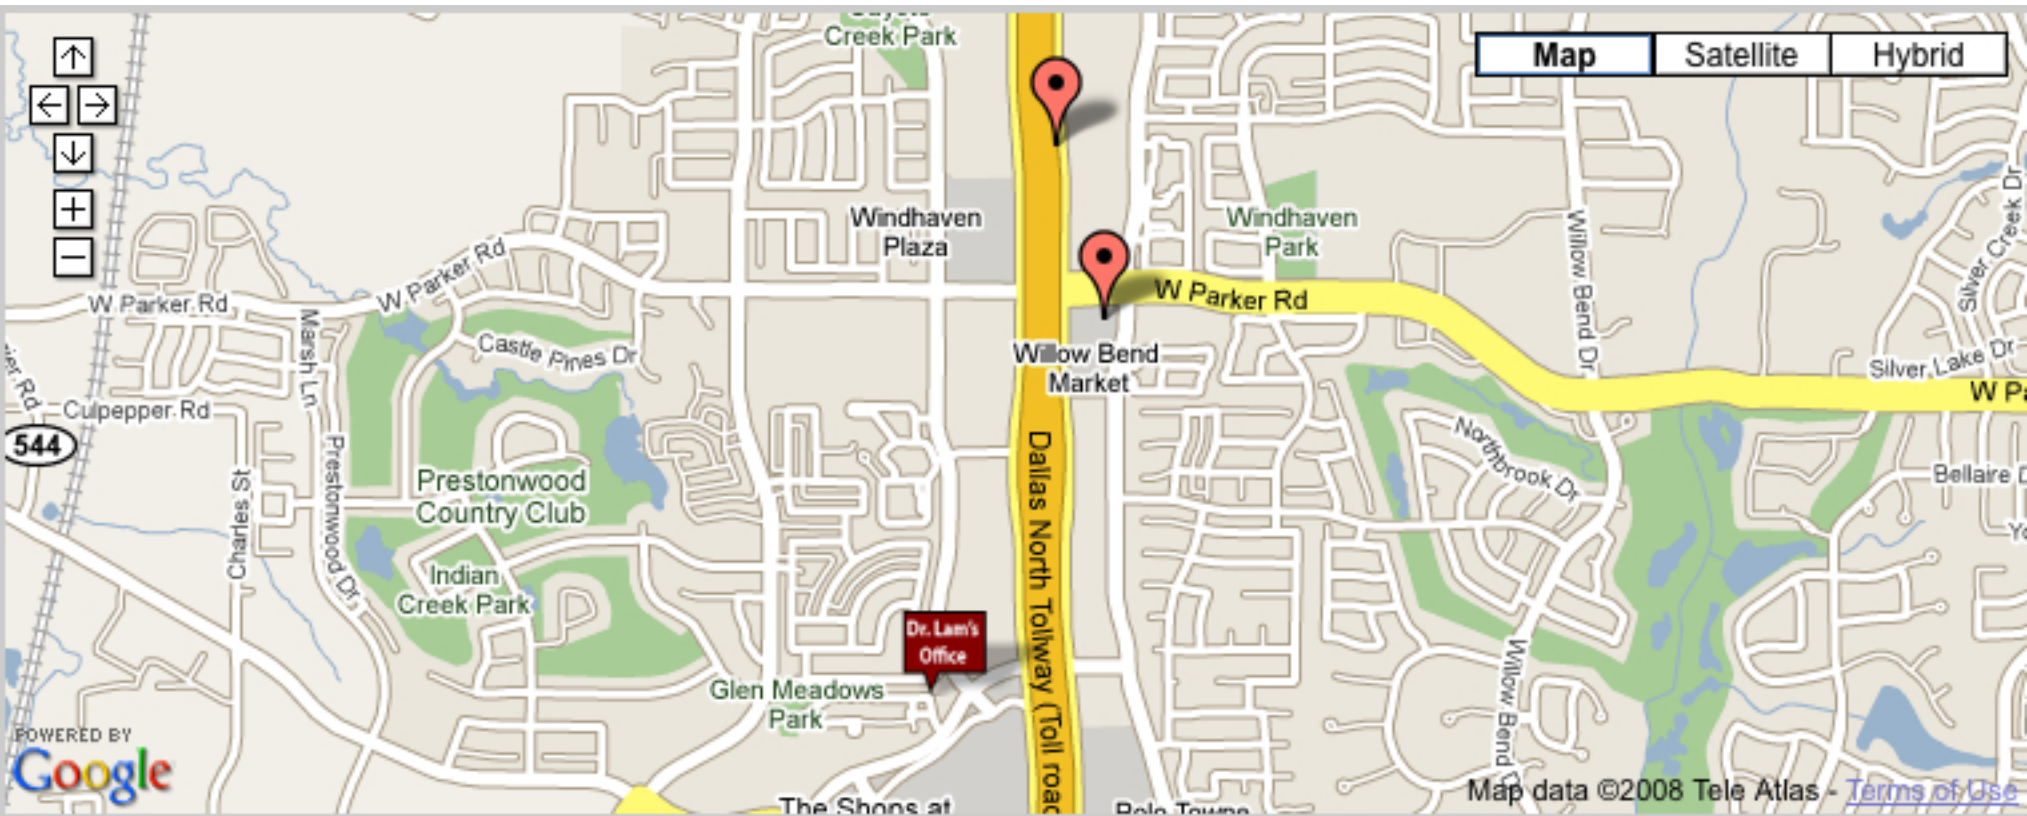 Creek Park
Map
Satellite
Hybrid
Windhaven
Plaza
Windhaven
Park
Willow Bend Dr
Silver Creek Dr
W Parker Rd
W Parker Rd
W Parker Rd
Marsh Ln
Castle Pines Dr
Willow Bend
Market
Silver Lake Dr
W Pa
Culpepper Rd
544
Northbrook Dr
Bellaire D
Prestonwood
Country Club
Charles St
Prestonwood Dr
Dallas North Tollway (Toll road
Indian
Creek Park
Dr. Lam's
Office
Willow Bend D
Glen Meadows
Park
POWERED BY
Google
The Shops at
Map data ©2008 Tele Atlas - Terms of Use